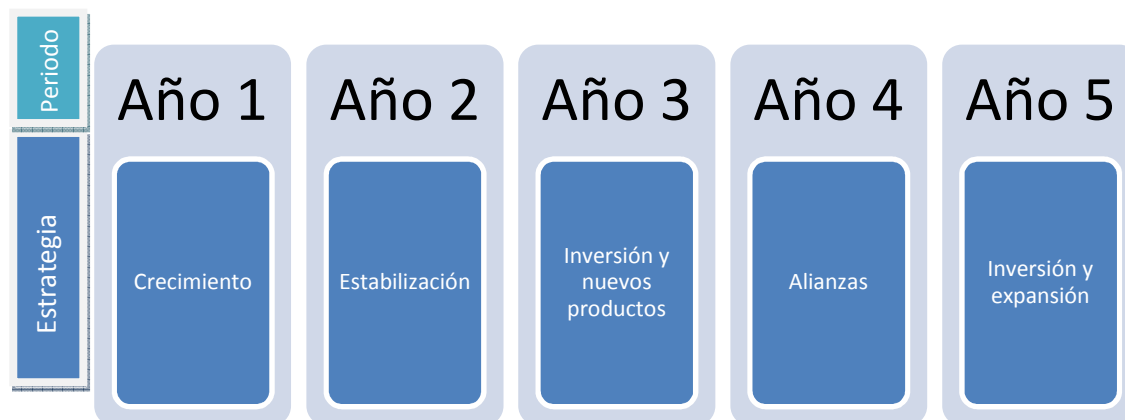 Periodo
Año 1
Año 2
Año 3
Año 4
Año 5
Estrategia
Crecimiento
Estabilización
Inversión y
nuevos
productos
Alianzas
Inversión y
expansión